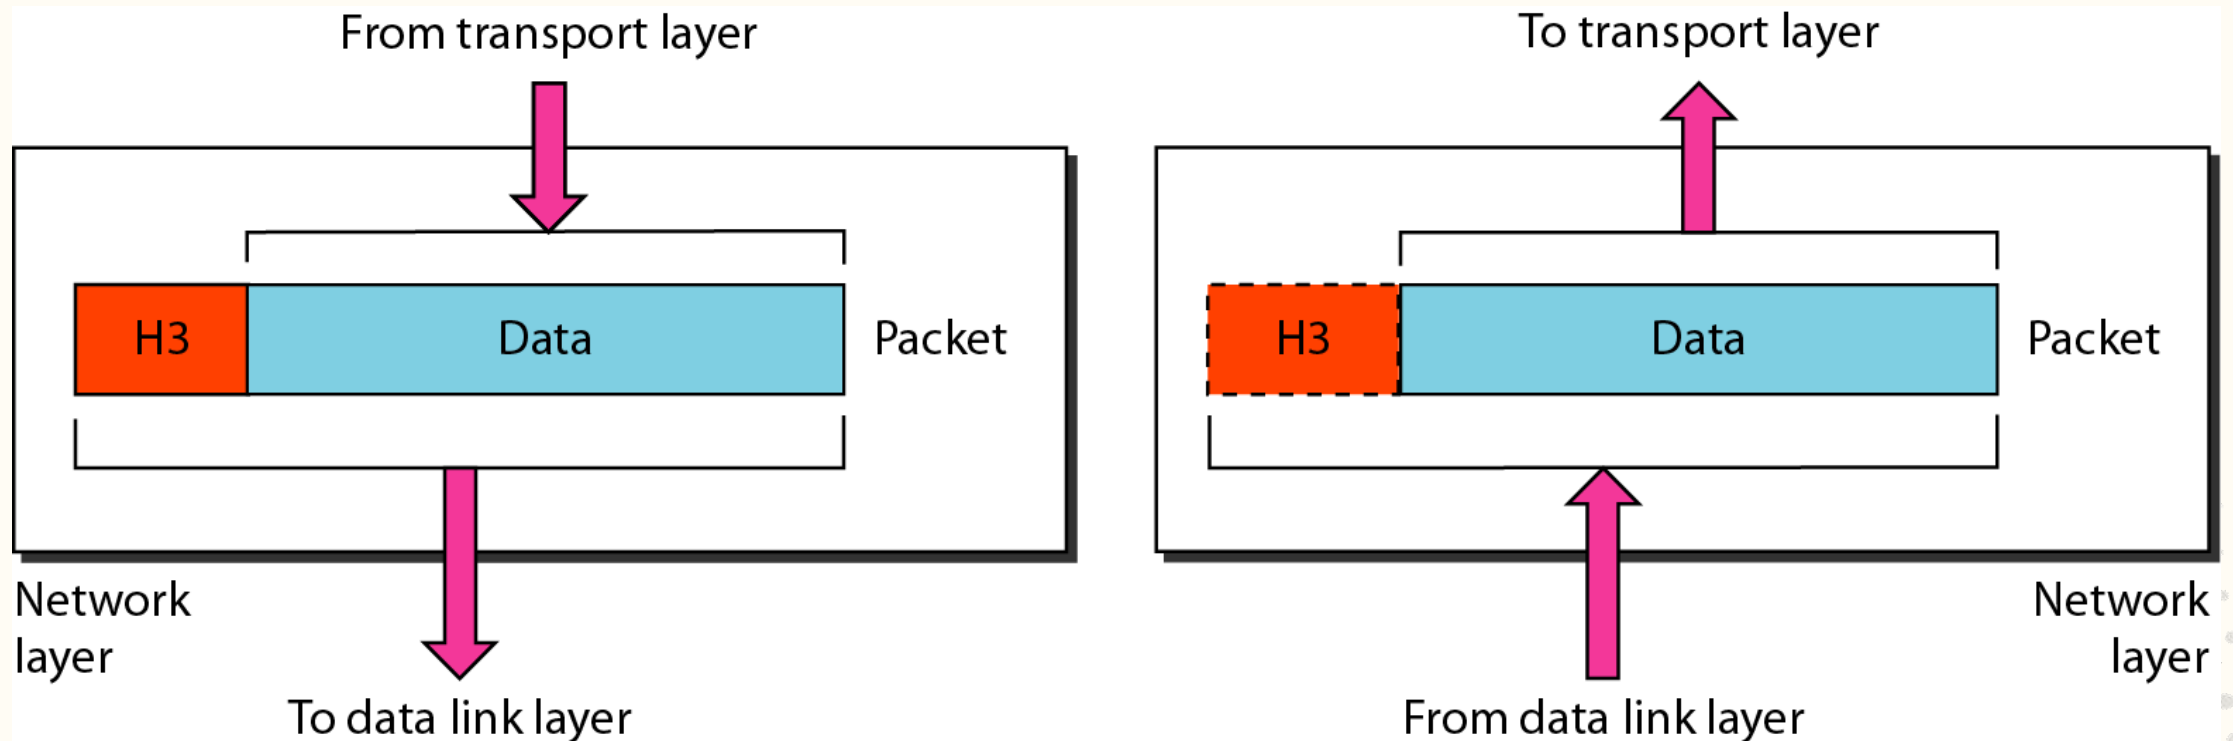 From transport layer
To transport layer
H3
Data
Packet
H3
Data
Packet
Network
layer
Network
layer
To data link layer
From data link layer